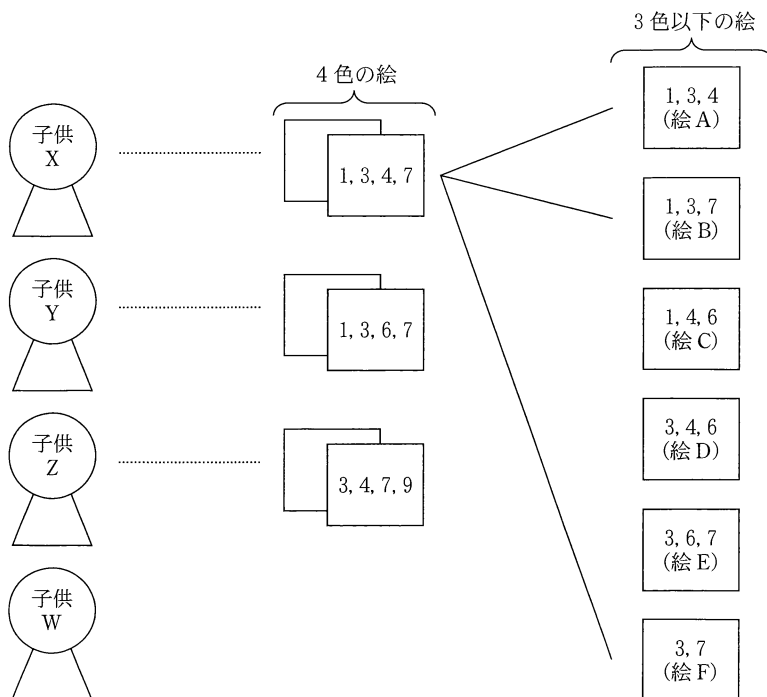 3色以下の絵
4色の絵
子供
X
1, 3, 4, 7
1, 3, 4
(絵A)
1, 3, 7
(絵B)
子供
Y
1, 3, 6, 7
1, 4, 6
(絵C)
子供
Z
3, 4, 7, 9
3, 4, 6
(絵D)
3, 6, 7
(絵E)
子供
W
3, 7
(絵F)